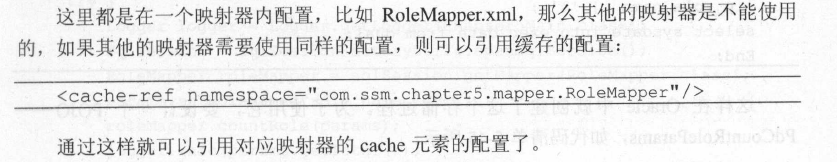 这里都是在一个映射器内配置，比如 RoleMapper.xml，那么其他的映射器是不能使用
的，如果其他的映射器需要使用同样的配置，则可以引用缓存的配置：
<cache-ref namespace="com.ssm.chapter5.mapper.RoleMapper"/>
通过这样就可以引用对应映射器的 cache 元素的配置了。